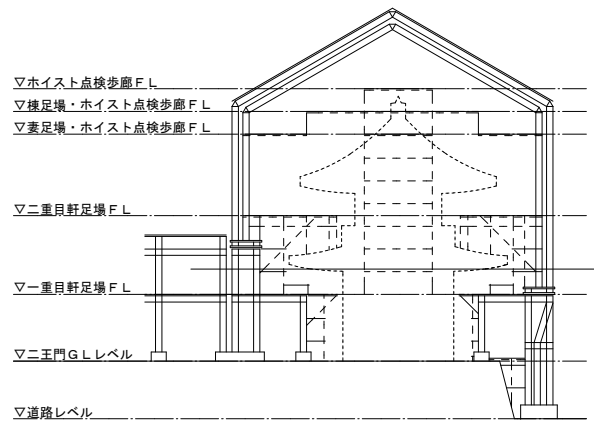 ▽ホイスト点検歩廊ＦＬ
▽棟足場・ホイスト点検歩廊ＦＬ
▽妻足場・ホイスト点検歩廊ＦＬ
▽二重目軒足場ＦＬ
▽一重目軒足場ＦＬ
▽二王門ＧＬレベル
▽道路レベル